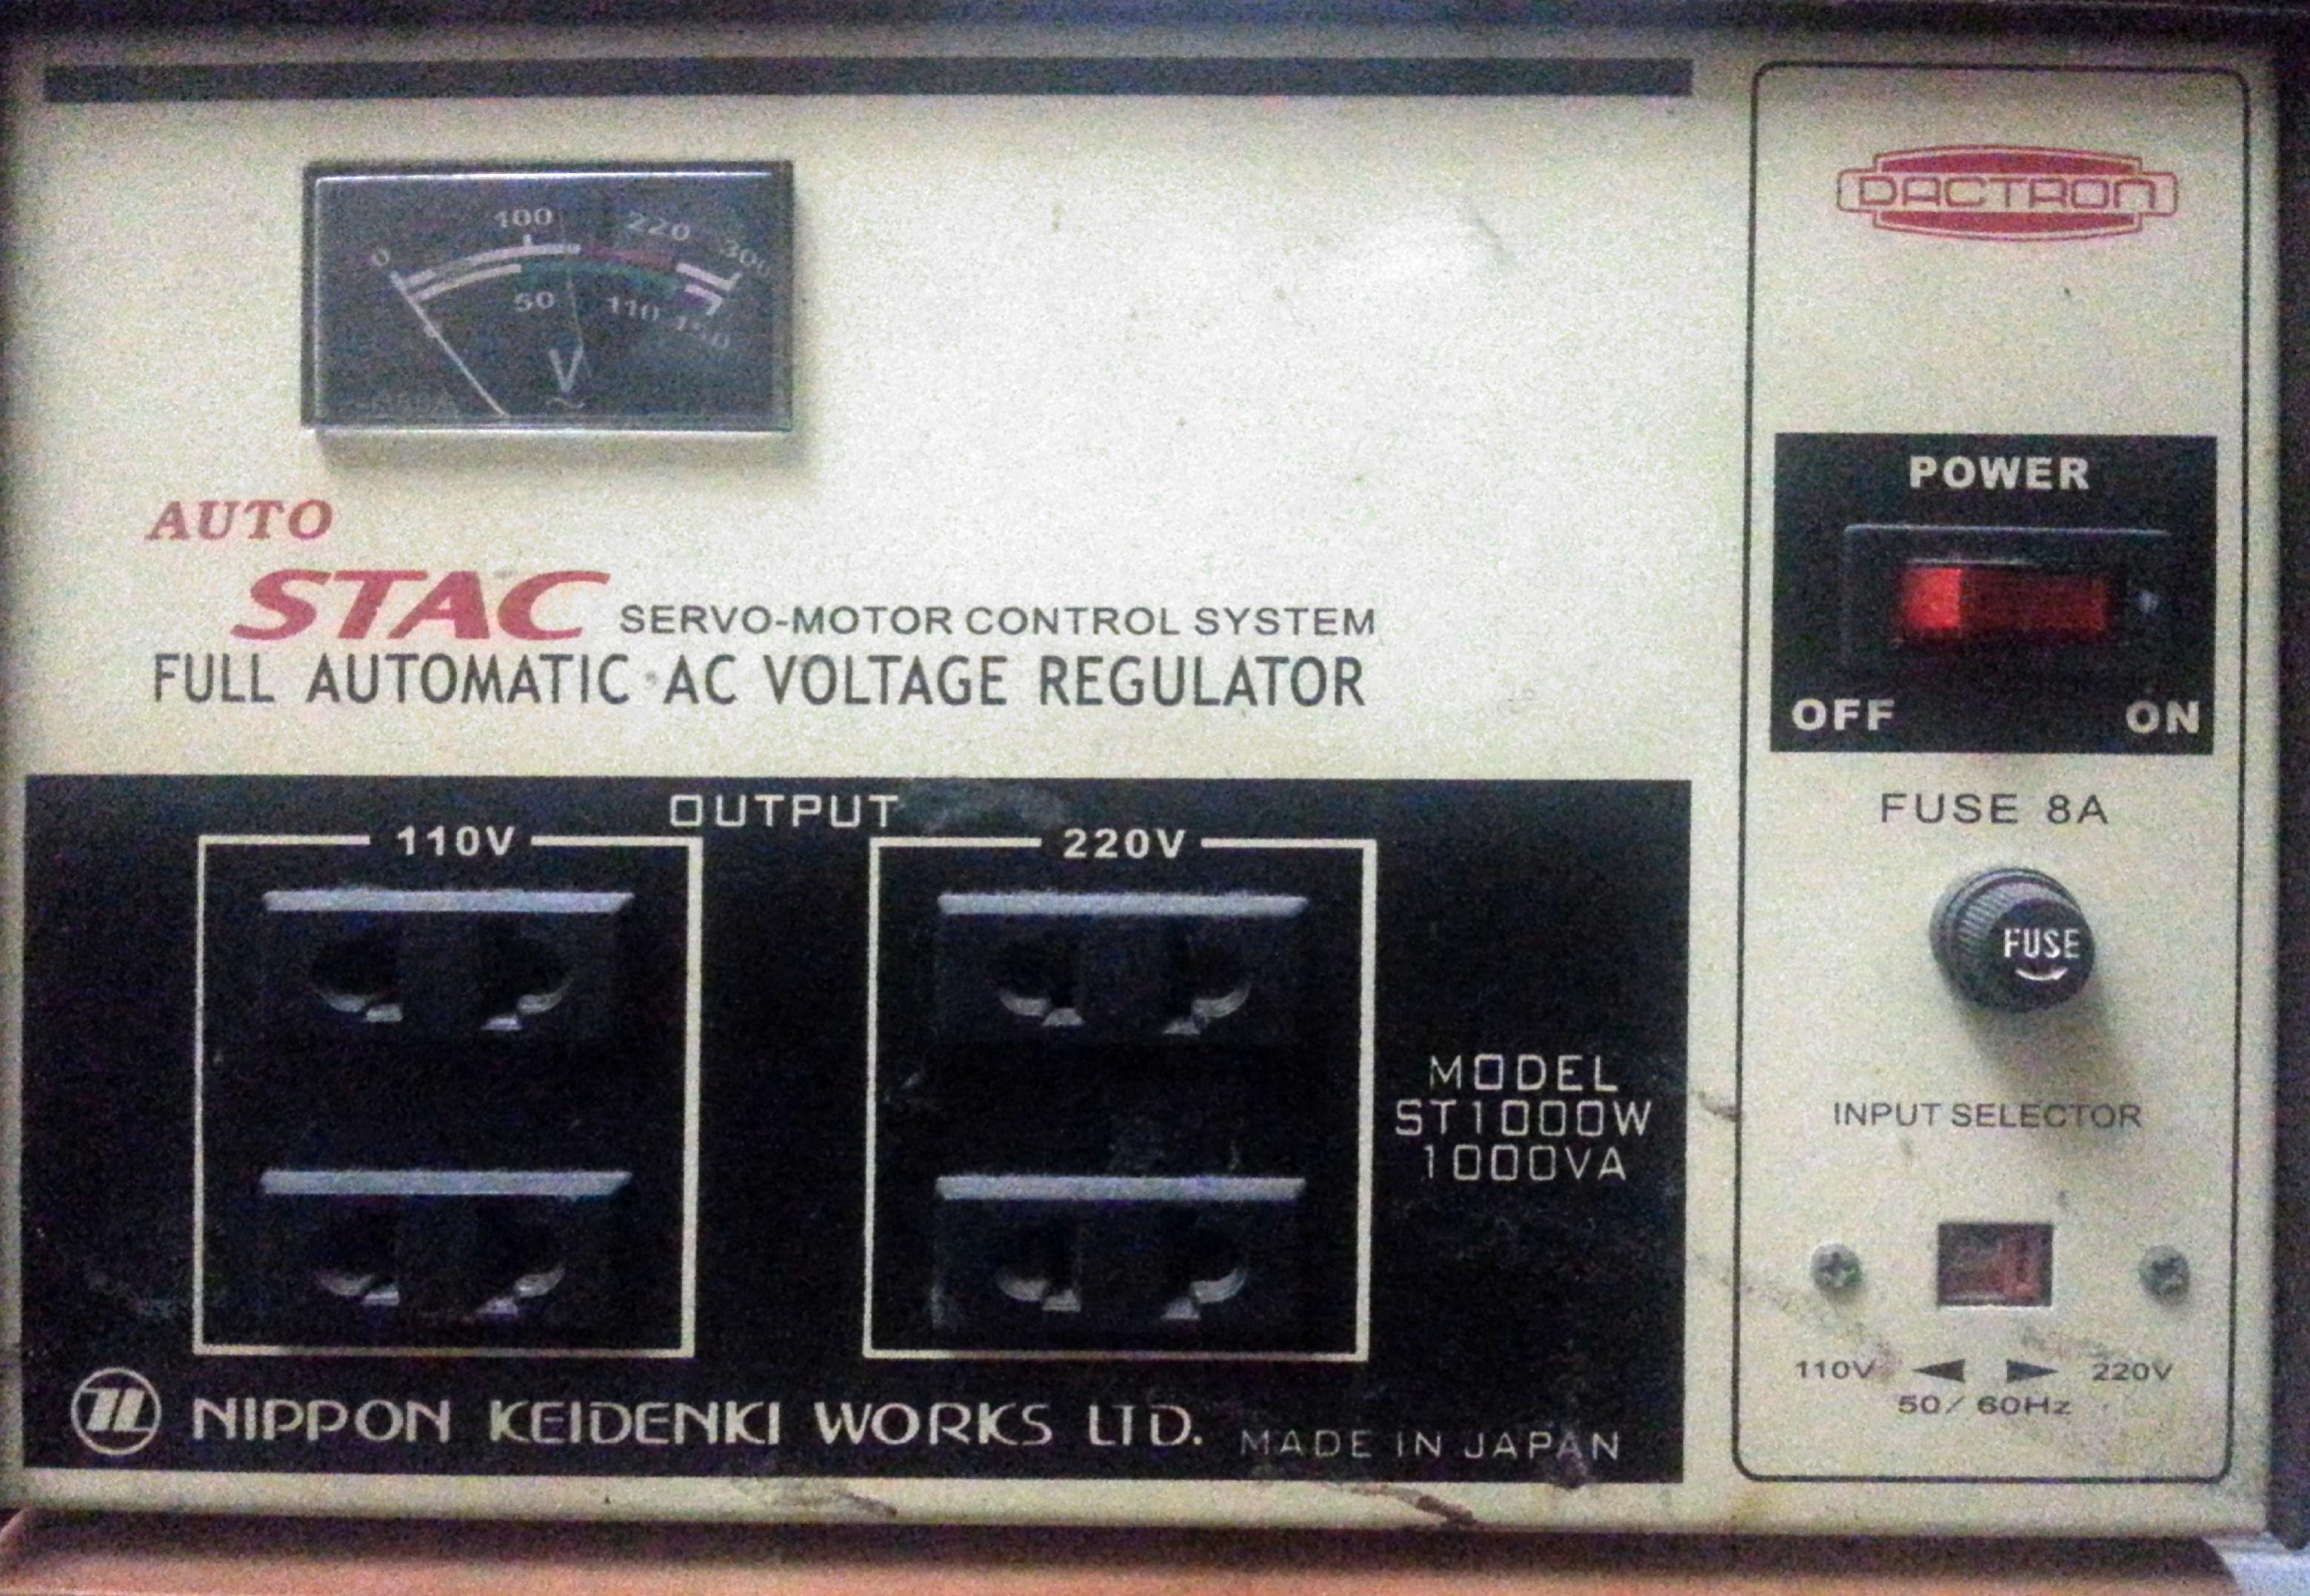 0 100 220 300
50 110 150
V
~
AUTO
STAC SERVO-MOTOR CONTROL SYSTEM
FULL AUTOMATIC AC VOLTAGE REGULATOR
OUTPUT
110V
220V
MODEL
ST1000W
1000VA
NIPPON KEIDENKI WORKS LTD. MADE IN JAPAN
DACTRON
POWER
OFF ON
FUSE 8A
FUSE
INPUT SELECTOR
110V ◀ ▶ 220V
50/60Hz